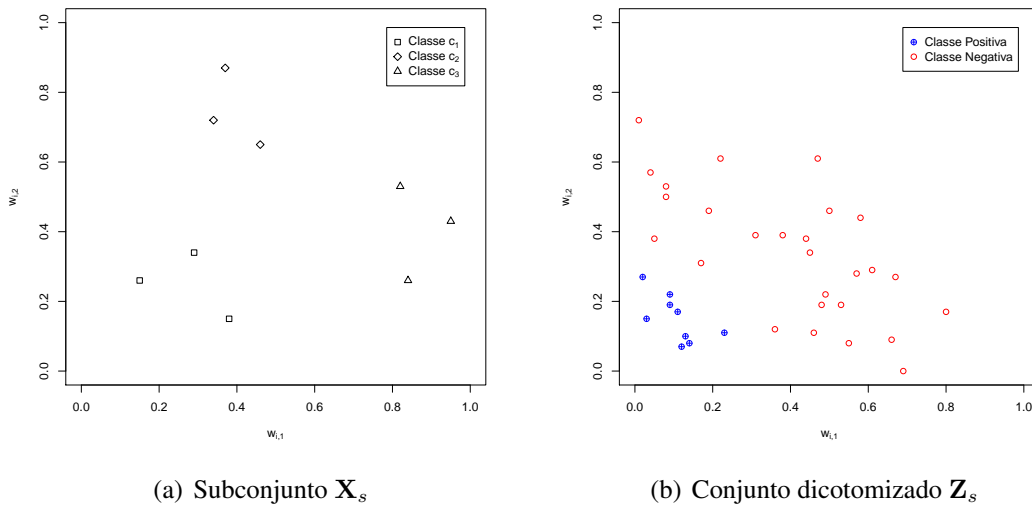 1.0
0.8
0.6
0.4
0.2
0.0
w_{i,2}
Classe c_1
Classe c_2
Classe c_3
0.0 0.2 0.4 0.6 0.8 1.0
w_{i,1}
(a) Subconjunto X_s
1.0
0.8
0.6
0.4
0.2
0.0
w_{i,2}
Classe Positiva
Classe Negativa
0.0 0.2 0.4 0.6 0.8 1.0
w_{i,1}
(b) Conjunto dicotomizado Z_s